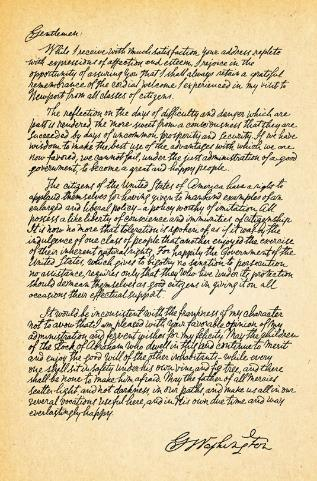 Gentlemen:
While I receive with much satisfaction your address replete
with expressions of affection and esteem, I rejoice in the
opportunity of assuring you that I shall always retain a grateful
remembrance of the cordial welcome I experienced in my visit to
Newport from all classes of citizens.
The reflection on the days of difficulty and danger which are
past is rendered the more sweet from a consciousness that they are
succeeded by days of uncommon prosperity and security. If we have
wisdom to make the best use of the advantages with which we are
now favored, we cannot fail, under the just administration of a good
government, to become a great and happy people.
The citizens of the United States of America have a right to
applaud themselves for having given to mankind examples of an
enlarged and liberal policy - a policy worthy of imitation. All
possess a like liberty of conscience and immunities of citizenship.
It is now no more that toleration is spoken of as if it was by the
indulgence of one class of people that another enjoyed the exercise
of their inherent natural rights. For happily the Government of the
United States, which gives to bigotry no sanction, to persecution
no assistance, requires only that they who live under its protection
should demean themselves as good citizens in giving it on all
occasions their effectual support.
It would be inconsistent with the frankness of my character
not to avow that I am pleased with your favorable opinion of my
administration and fervent wishes for my felicity. May the children
of the stock of Abraham who dwell in this land continue to merit
and enjoy the good will of the other inhabitants - while every
one shall sit in safety under his own vine and fig tree, and there
shall be none to make him afraid. May the father of all mercies
scatter light and not darkness in our paths, and make us all in our
several vocations useful here, and in His own due time and way
everlastingly happy.
G Washington